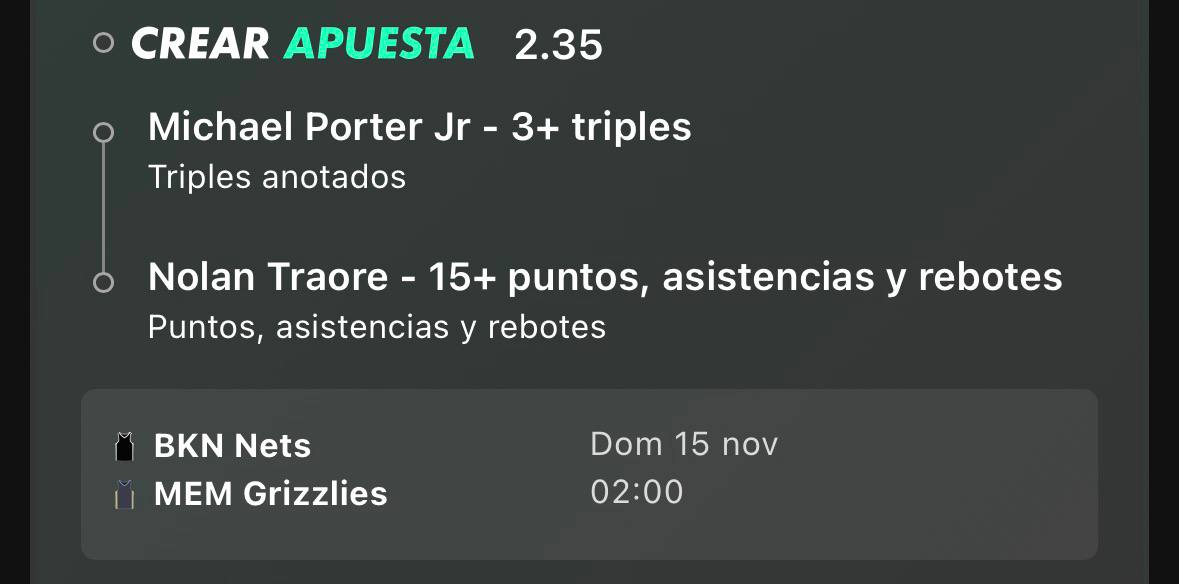 CREAR APUESTA 2.35
Michael Porter Jr - 3+ triples
Triples anotados
Nolan Traore - 15+ puntos, asistencias y rebotes
Puntos, asistencias y rebotes
BKN Nets
Dom 15 nov
MEM Grizzlies
02:00